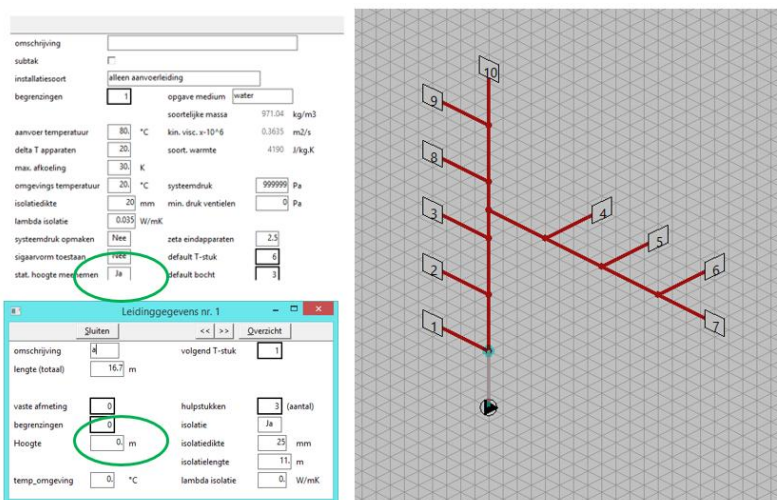 omschrijving
subtak
installatiesoort alleen aanvoerleiding
begrenzingen 1 opgave medium water
soortelijke massa 971.04 kg/m3
aanvoer temperatuur 80. °C kin. visc. x-10^6 0.3635 m2/s
delta T apparaten 20. soort. warmte 4190 J/kg.K
max. afkoeling 30. K
omgevings temperatuur 20. °C systeemdruk 999999 Pa
isolatiedikte 20 mm min. druk ventielen 0 Pa
lambda isolatie 0.035 W/mK
systeemdruk opmaken Nee zeta eindapparaten 2.5
sigaarvorm toestaan Nee default T-stuk 6
stat. hoogte meenemen Ja default bocht 3
Leidinggegevens nr. 1
Sluiten << >> Overzicht
omschrijving a volgend T-stuk 1
lengte (totaal) 16.7 m
vaste afmeting 0 hulpstukken 3 (aantal)
begrenzingen 0 isolatie Ja
Hoogte 0. m isolatiedikte 25 mm
isolatielengte 11. m
temp_omgeving 0. °C lambda isolatie 0. W/mK
10
9
8
3
4
2
5
6
1
7